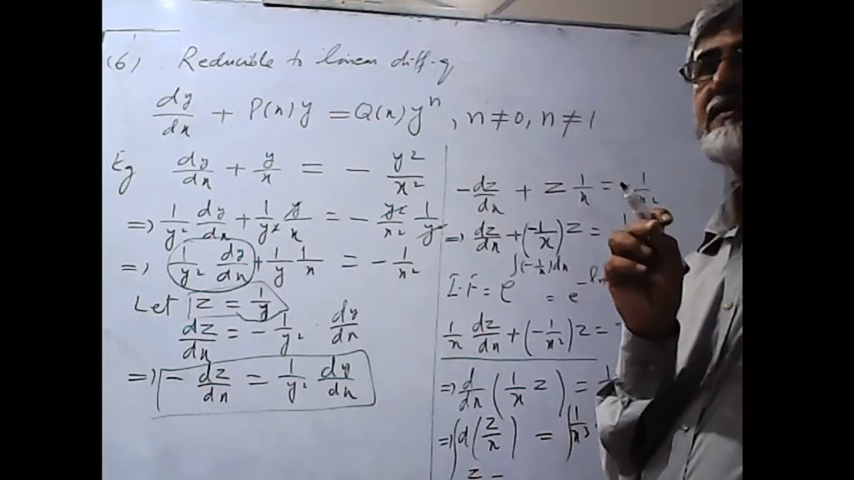 (6) Reducible to linear diff-q
dy/dx + P(x)y = Q(x)y^n, n≠0, n≠1
Eg dy/dx + y/x = - y²/x²
=> 1/y² dy/dx + 1/y² y/x = - y²/x² 1/y²
=> 1/y² dy/dx + 1/y 1/x = - 1/x²
Let z = 1/y
dz/dx = - 1/y² dy/dx
=> - dz/dx = 1/y² dy/dx
- dz/dx + z 1/x =
=> dz/dx + (-1/x) z =
I.F = e^∫(-1/x)dx = e
1/x dz/dx + (-1/x²) z =
=> d/dx (1/x z) =
=> ∫d(z/x) = ∫1/x³
z =